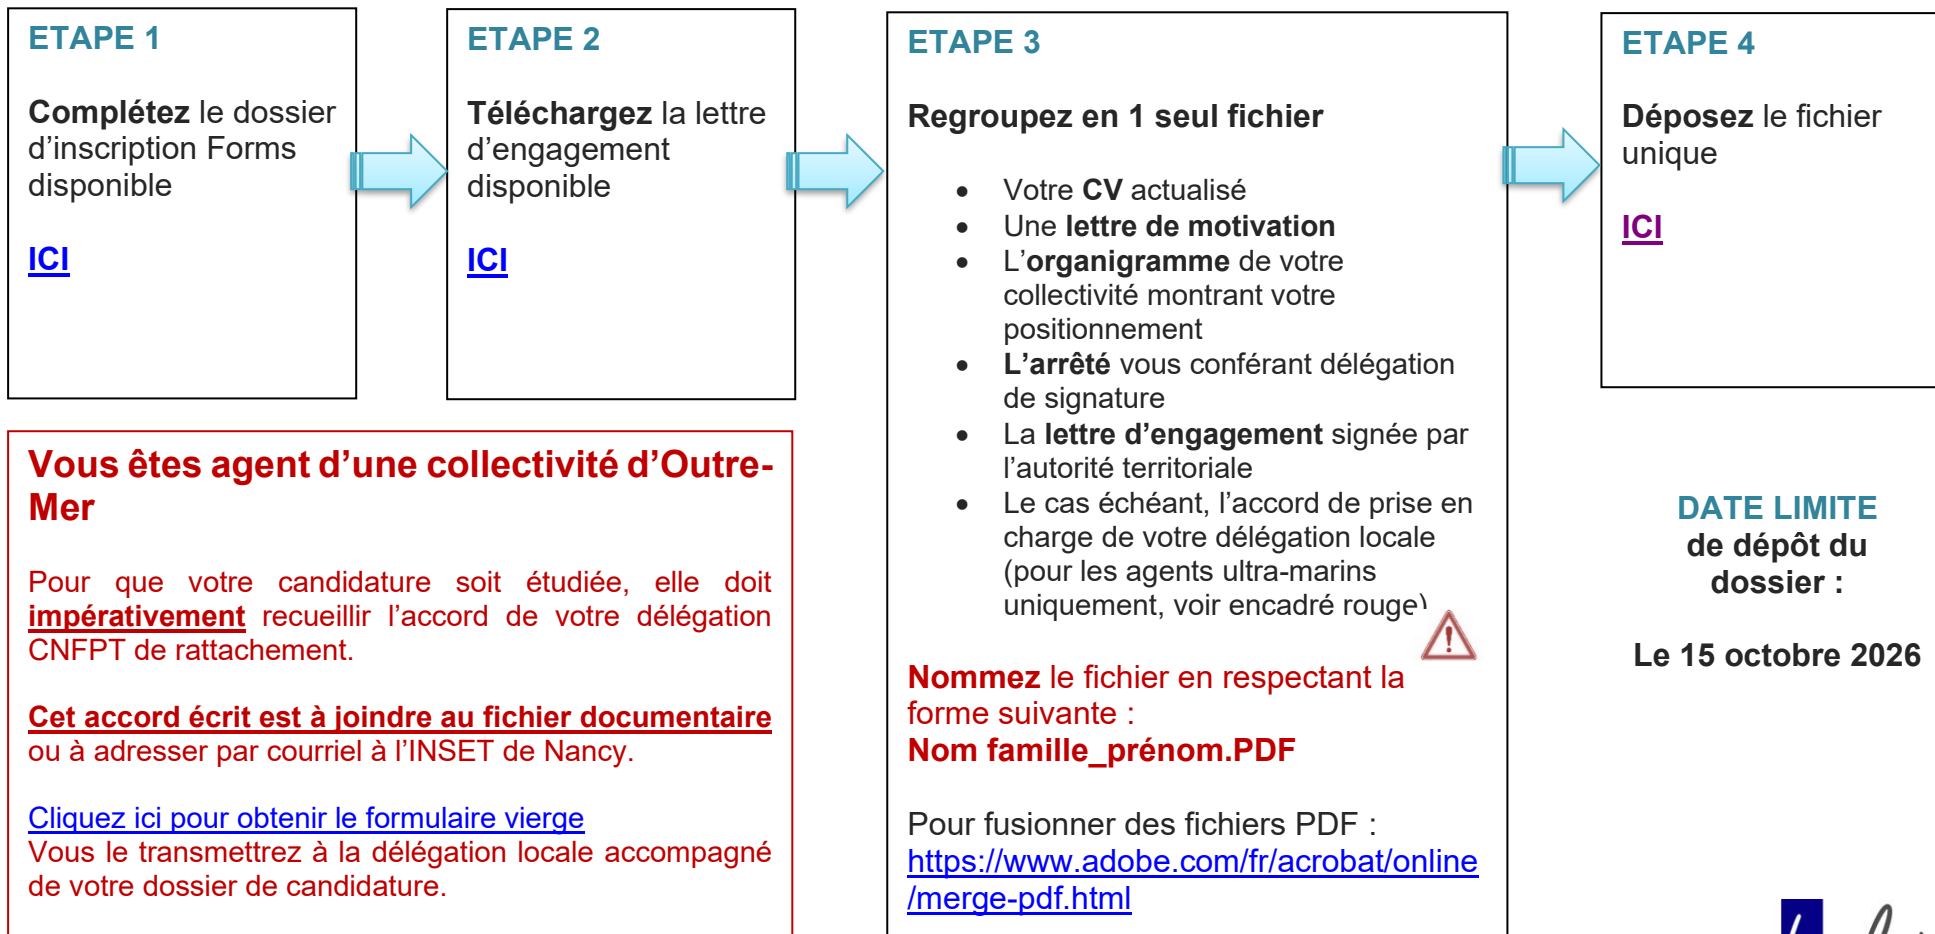 ETAPE 1
Complétez le dossier
d’inscription Forms
disponible
ICI
ETAPE 2
Téléchargez la lettre
d’engagement
disponible
ICI
ETAPE 3
Regroupez en 1 seul fichier
• Votre CV actualisé
• Une lettre de motivation
• L’organigramme de votre
collectivité montrant votre
positionnement
• L’arrêté vous conférant délégation
de signature
• La lettre d’engagement signée par
l’autorité territoriale
• Le cas échéant, l’accord de prise en
charge de votre délégation locale
(pour les agents ultra-marins
uniquement, voir encadré rouge)
Nommez le fichier en respectant la
forme suivante :
Nom famille_prénom.PDF
Pour fusionner des fichiers PDF :
https://www.adobe.com/fr/acrobat/online
/merge-pdf.html
ETAPE 4
Déposez le fichier
unique
ICI
Vous êtes agent d’une collectivité d’Outre-
Mer
Pour que votre candidature soit étudiée, elle doit
impérativement recueillir l’accord de votre délégation
CNFPT de rattachement.
Cet accord écrit est à joindre au fichier documentaire
ou à adresser par courriel à l’INSET de Nancy.
Cliquez ici pour obtenir le formulaire vierge
Vous le transmettrez à la délégation locale accompagné
de votre dossier de candidature.
DATE LIMITE
de dépôt du
dossier :
Le 15 octobre 2026